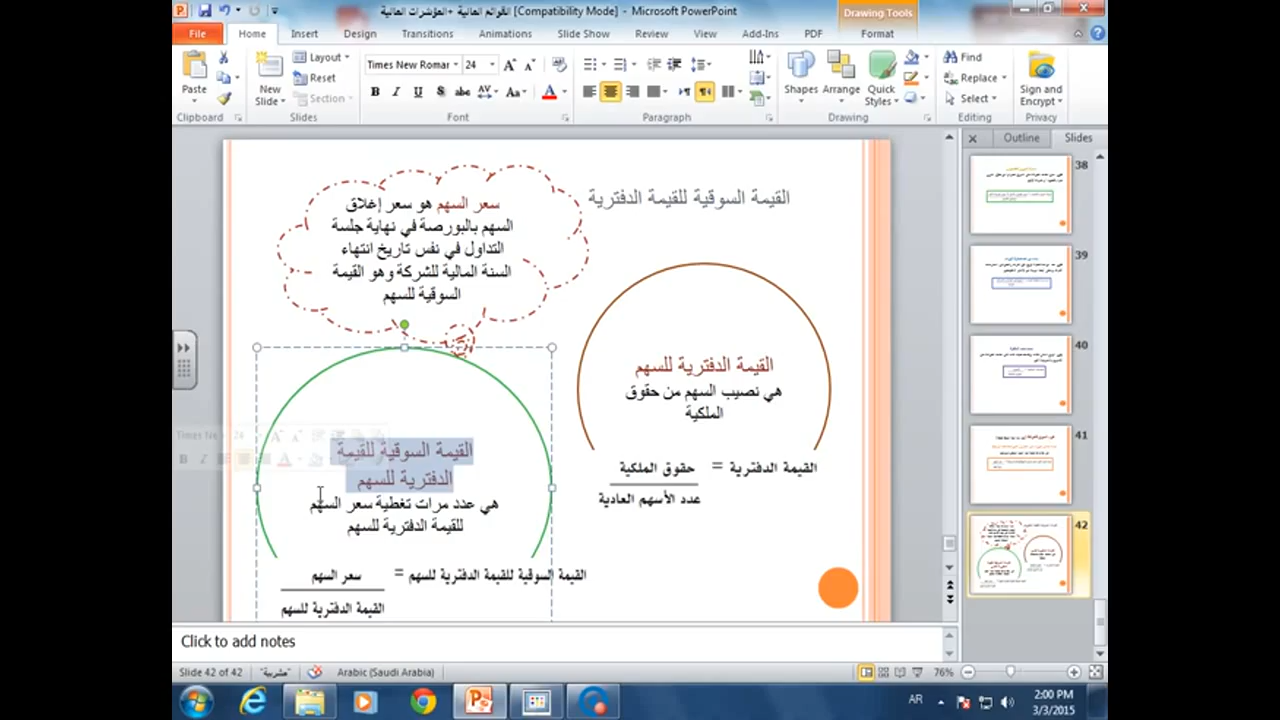 القوائم المالية +المؤشرات المالية [Compatibility Mode] - Microsoft PowerPoint
Drawing Tools
File Home Insert Design Transitions Animations Slide Show Review View Add-Ins PDF Format
Paste
New Slide
Layout
Reset
Section
Times New Romar 24
Shapes Arrange Quick Styles
Find
Replace
Select
Sign and Encrypt
Clipboard Slides Font Paragraph Drawing Editing Privacy
القيمة السوقية للقيمة الدفترية
سعر السهم هو سعر إغلاق
السهم بالبورصة في نهاية جلسة
التداول في نفس تاريخ انتهاء
السنة المالية للشركة وهو القيمة
السوقية للسهم
القيمة الدفترية للسهم
هي نصيب السهم من حقوق
الملكية
القيمة الدفترية = حقوق الملكية
عدد الأسهم العادية
القيمة السوقية للقيمة
الدفترية للسهم
هي عدد مرات تغطية سعر السهم
للقيمة الدفترية للسهم
القيمة السوقية للقيمة الدفترية للسهم = سعر السهم
القيمة الدفترية للسهم
Outline Slides
38
39
40
41
42
Click to add notes
Slide 42 of 42 "مشربية" Arabic (Saudi Arabia) 76%
AR 2:00 PM
3/3/2015